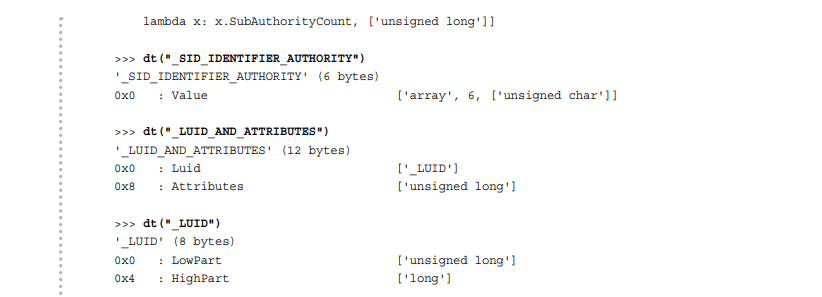 lambda x: x.SubAuthorityCount, ['unsigned long']]
>>> dt("_SID_IDENTIFIER_AUTHORITY")
'_SID_IDENTIFIER_AUTHORITY' (6 bytes)
0x0   : Value                          ['array', 6, ['unsigned char']]
>>> dt("_LUID_AND_ATTRIBUTES")
'_LUID_AND_ATTRIBUTES' (12 bytes)
0x0   : Luid                           ['_LUID']
0x8   : Attributes                     ['unsigned long']
>>> dt("_LUID")
'_LUID' (8 bytes)
0x0   : LowPart                        ['unsigned long']
0x4   : HighPart                       ['long']